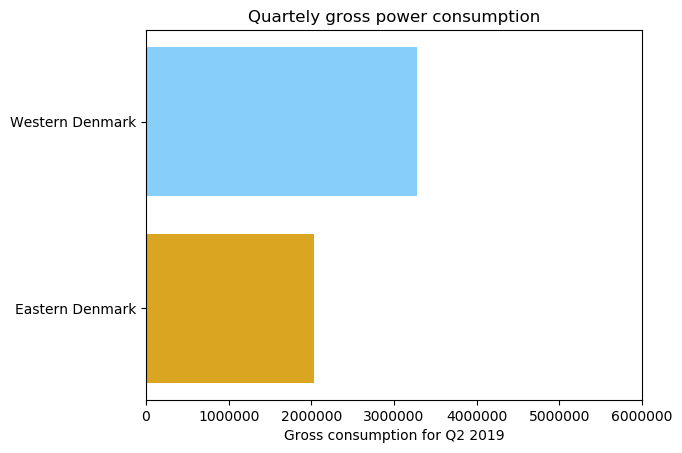 Quartely gross power consumption
Western Denmark
Eastern Denmark
0 1000000 2000000 3000000 4000000 5000000 6000000
Gross consumption for Q2 2019